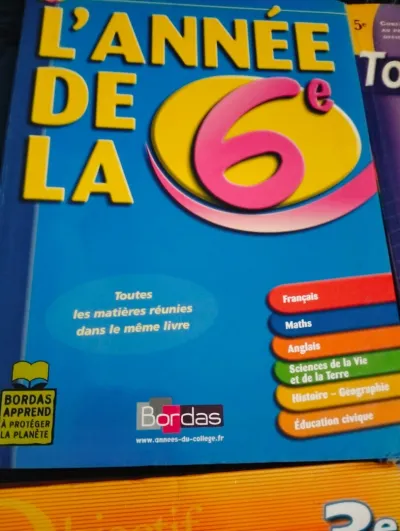 L'ANNÉE
DE
LA
6e
Toutes
les matières réunies
dans le même livre
Français
Maths
Anglais
Sciences de la Vie
et de la Terre
Histoire - Géographie
Éducation civique
BORDAS
APPREND
À PROTÉGER
LA PLANÈTE
Bordas
www.annees-du-college.fr
5e
To
3e